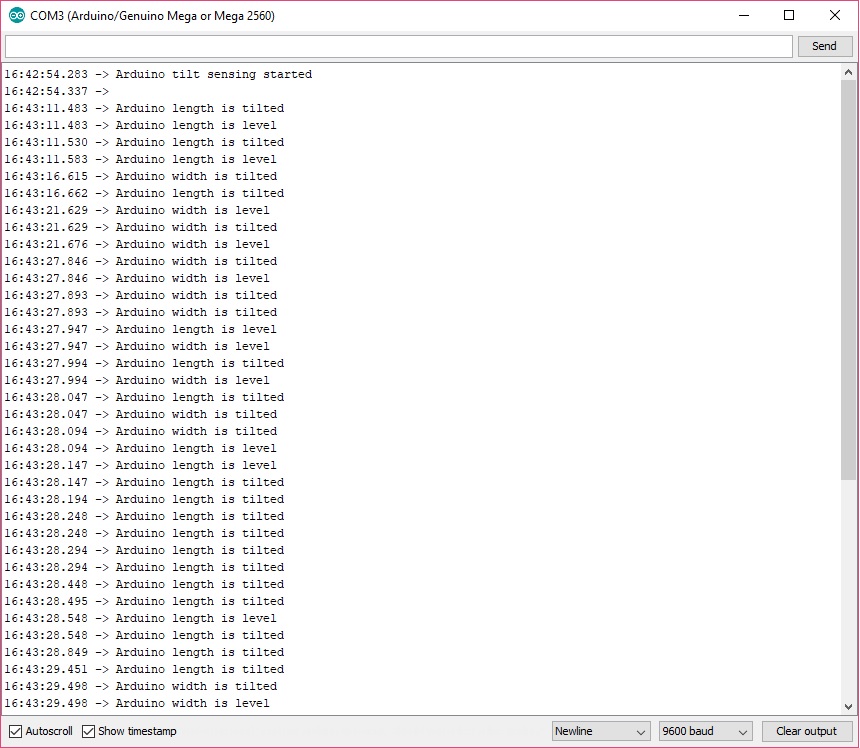 COM3 (Arduino/Genuino Mega or Mega 2560)
Send
16:42:54.283 -> Arduino tilt sensing started
16:42:54.337 ->
16:43:11.483 -> Arduino length is tilted
16:43:11.483 -> Arduino length is level
16:43:11.530 -> Arduino length is tilted
16:43:11.583 -> Arduino length is level
16:43:16.615 -> Arduino width is tilted
16:43:16.662 -> Arduino length is tilted
16:43:21.629 -> Arduino width is level
16:43:21.629 -> Arduino width is tilted
16:43:21.676 -> Arduino width is level
16:43:27.846 -> Arduino width is tilted
16:43:27.846 -> Arduino width is level
16:43:27.893 -> Arduino width is tilted
16:43:27.893 -> Arduino width is tilted
16:43:27.947 -> Arduino length is level
16:43:27.947 -> Arduino width is level
16:43:27.994 -> Arduino length is tilted
16:43:27.994 -> Arduino width is level
16:43:28.047 -> Arduino length is tilted
16:43:28.047 -> Arduino width is tilted
16:43:28.094 -> Arduino width is tilted
16:43:28.094 -> Arduino length is level
16:43:28.147 -> Arduino length is level
16:43:28.147 -> Arduino length is tilted
16:43:28.194 -> Arduino length is tilted
16:43:28.248 -> Arduino length is tilted
16:43:28.248 -> Arduino length is tilted
16:43:28.294 -> Arduino length is tilted
16:43:28.294 -> Arduino length is tilted
16:43:28.448 -> Arduino length is tilted
16:43:28.495 -> Arduino length is tilted
16:43:28.548 -> Arduino length is level
16:43:28.548 -> Arduino length is tilted
16:43:28.849 -> Arduino length is tilted
16:43:29.451 -> Arduino length is tilted
16:43:29.498 -> Arduino width is tilted
16:43:29.498 -> Arduino width is level
Autoscroll Show timestamp Newline 9600 baud Clear output